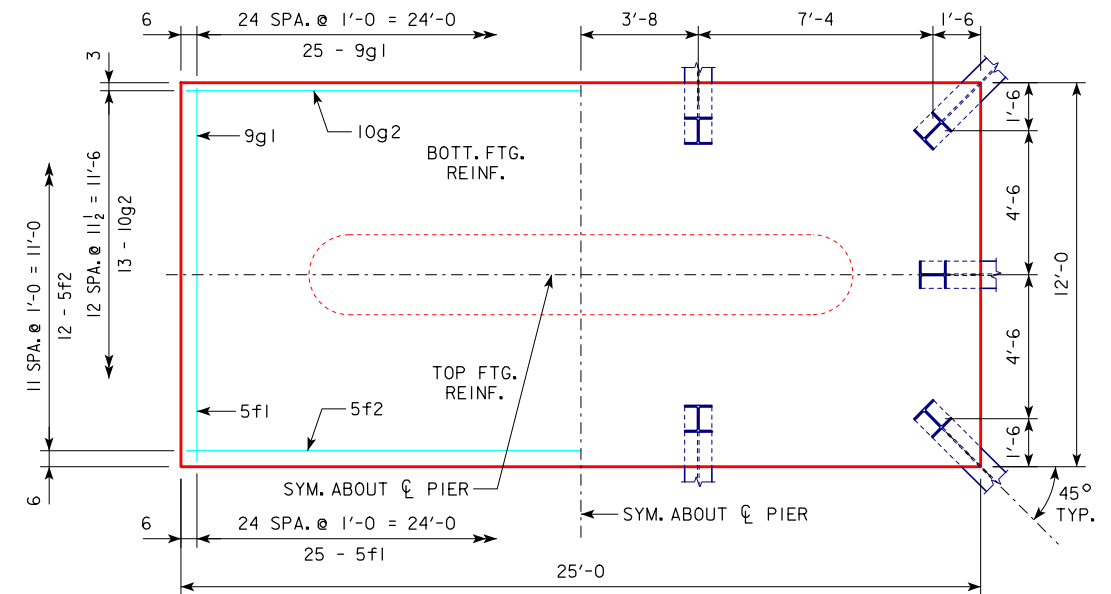 6
24 SPA. @ 1'-0 = 24'-0
25 - 9g1
3'-8
7'-4
1'-6
3
9g1
10g2
BOTT. FTG.
REINF.
1'-6
4'-6
12'-0
4'-6
1'-6
11 SPA. @ 1'-0 = 11'-0
12 - 5f2
12 SPA. @ 11½ = 11'-6
13 - 10g2
TOP FTG.
REINF.
5f1
5f2
6
SYM. ABOUT ℄ PIER
SYM. ABOUT ℄ PIER
45°
TYP.
6
24 SPA. @ 1'-0 = 24'-0
25 - 5f1
25'-0